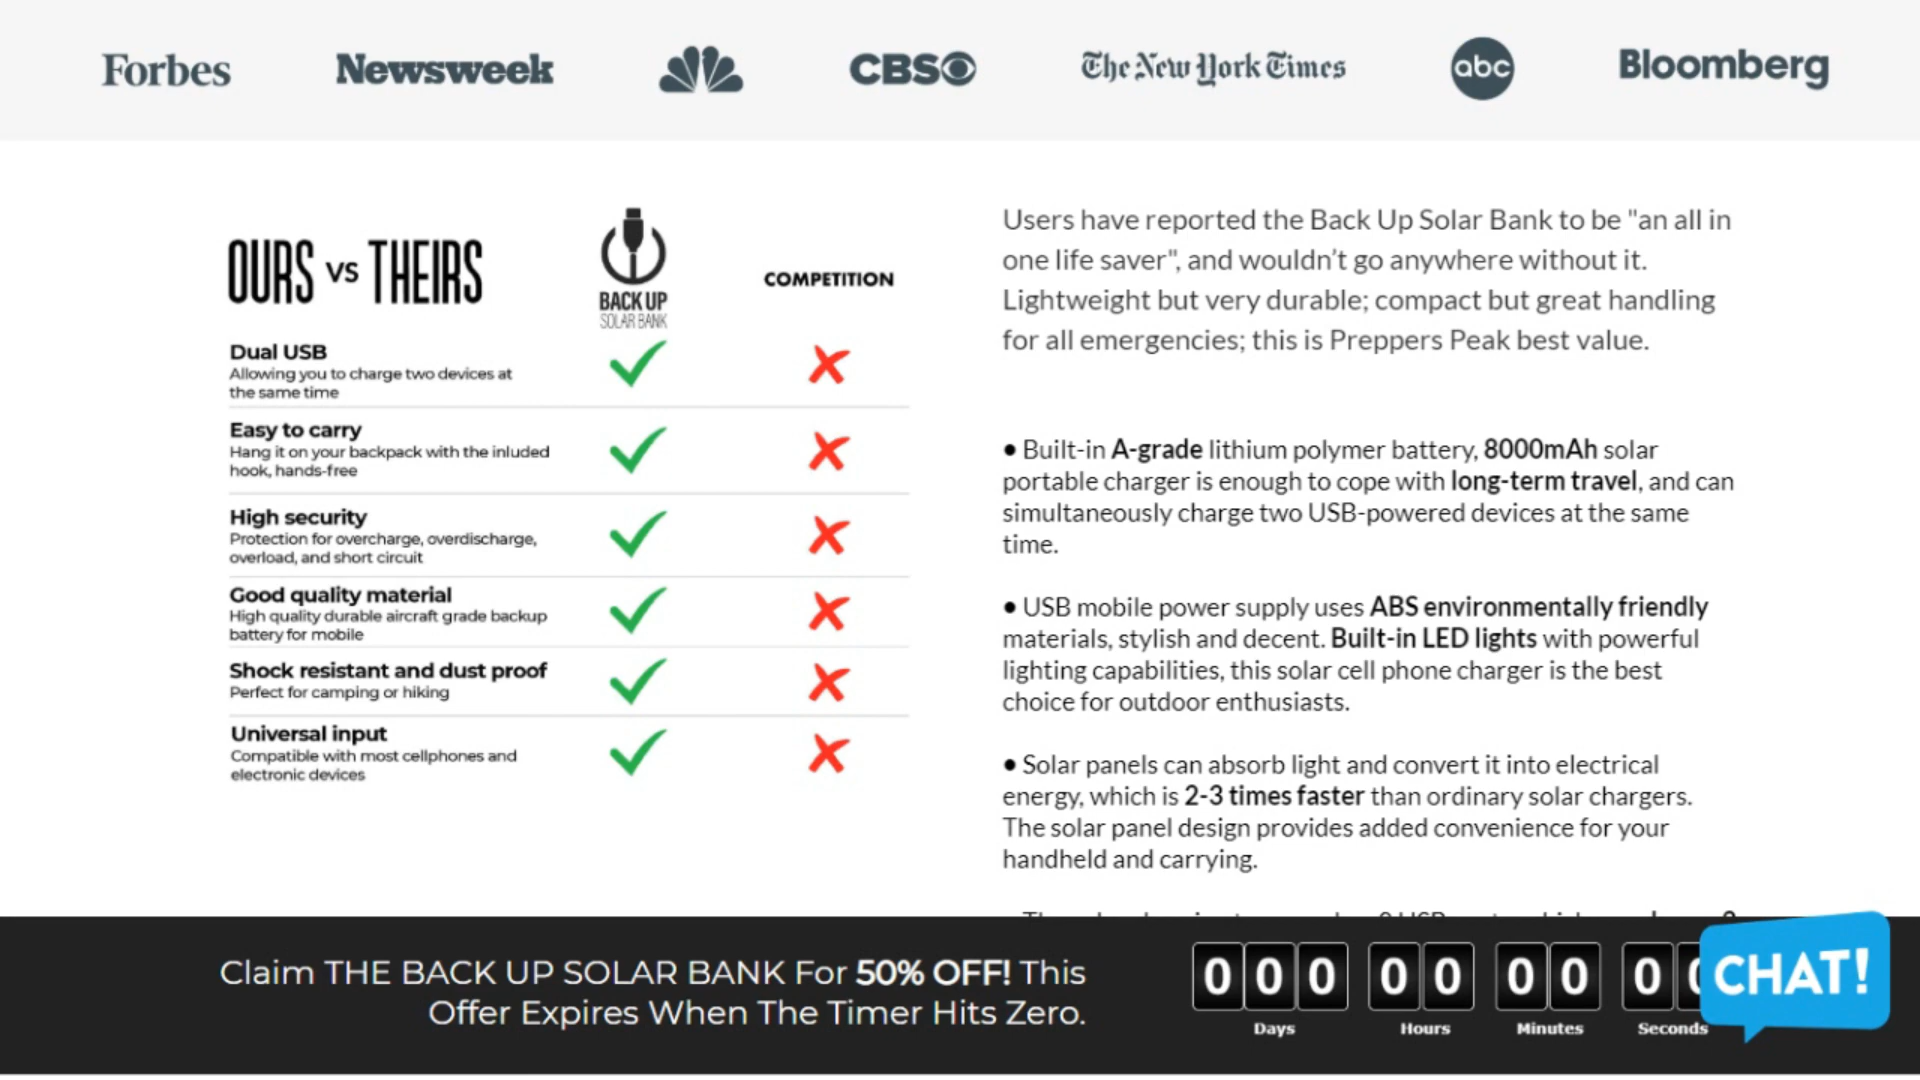 Forbes
Newsweek
CBS
The New York Times
abc
Bloomberg
OURS VS THEIRS
BACK UP
SOLAR BANK
COMPETITION
Dual USB
Allowing you to charge two devices at
the same time
Easy to carry
Hang it on your backpack with the inluded
hook, hands-free
High security
Protection for overcharge, overdischarge,
overload, and short circuit
Good quality material
High quality durable aircraft grade backup
battery for mobile
Shock resistant and dust proof
Perfect for camping or hiking
Universal input
Compatible with most cellphones and
electronic devices
Users have reported the Back Up Solar Bank to be "an all in
one life saver", and wouldn't go anywhere without it.
Lightweight but very durable; compact but great handling
for all emergencies; this is Preppers Peak best value.
• Built-in A-grade lithium polymer battery, 8000mAh solar
portable charger is enough to cope with long-term travel, and can
simultaneously charge two USB-powered devices at the same
time.
• USB mobile power supply uses ABS environmentally friendly
materials, stylish and decent. Built-in LED lights with powerful
lighting capabilities, this solar cell phone charger is the best
choice for outdoor enthusiasts.
• Solar panels can absorb light and convert it into electrical
energy, which is 2-3 times faster than ordinary solar chargers.
The solar panel design provides added convenience for your
handheld and carrying.
Claim THE BACK UP SOLAR BANK For 50% OFF! This
Offer Expires When The Timer Hits Zero.
000 00 00 0
Days Hours Minutes Seconds
CHAT!